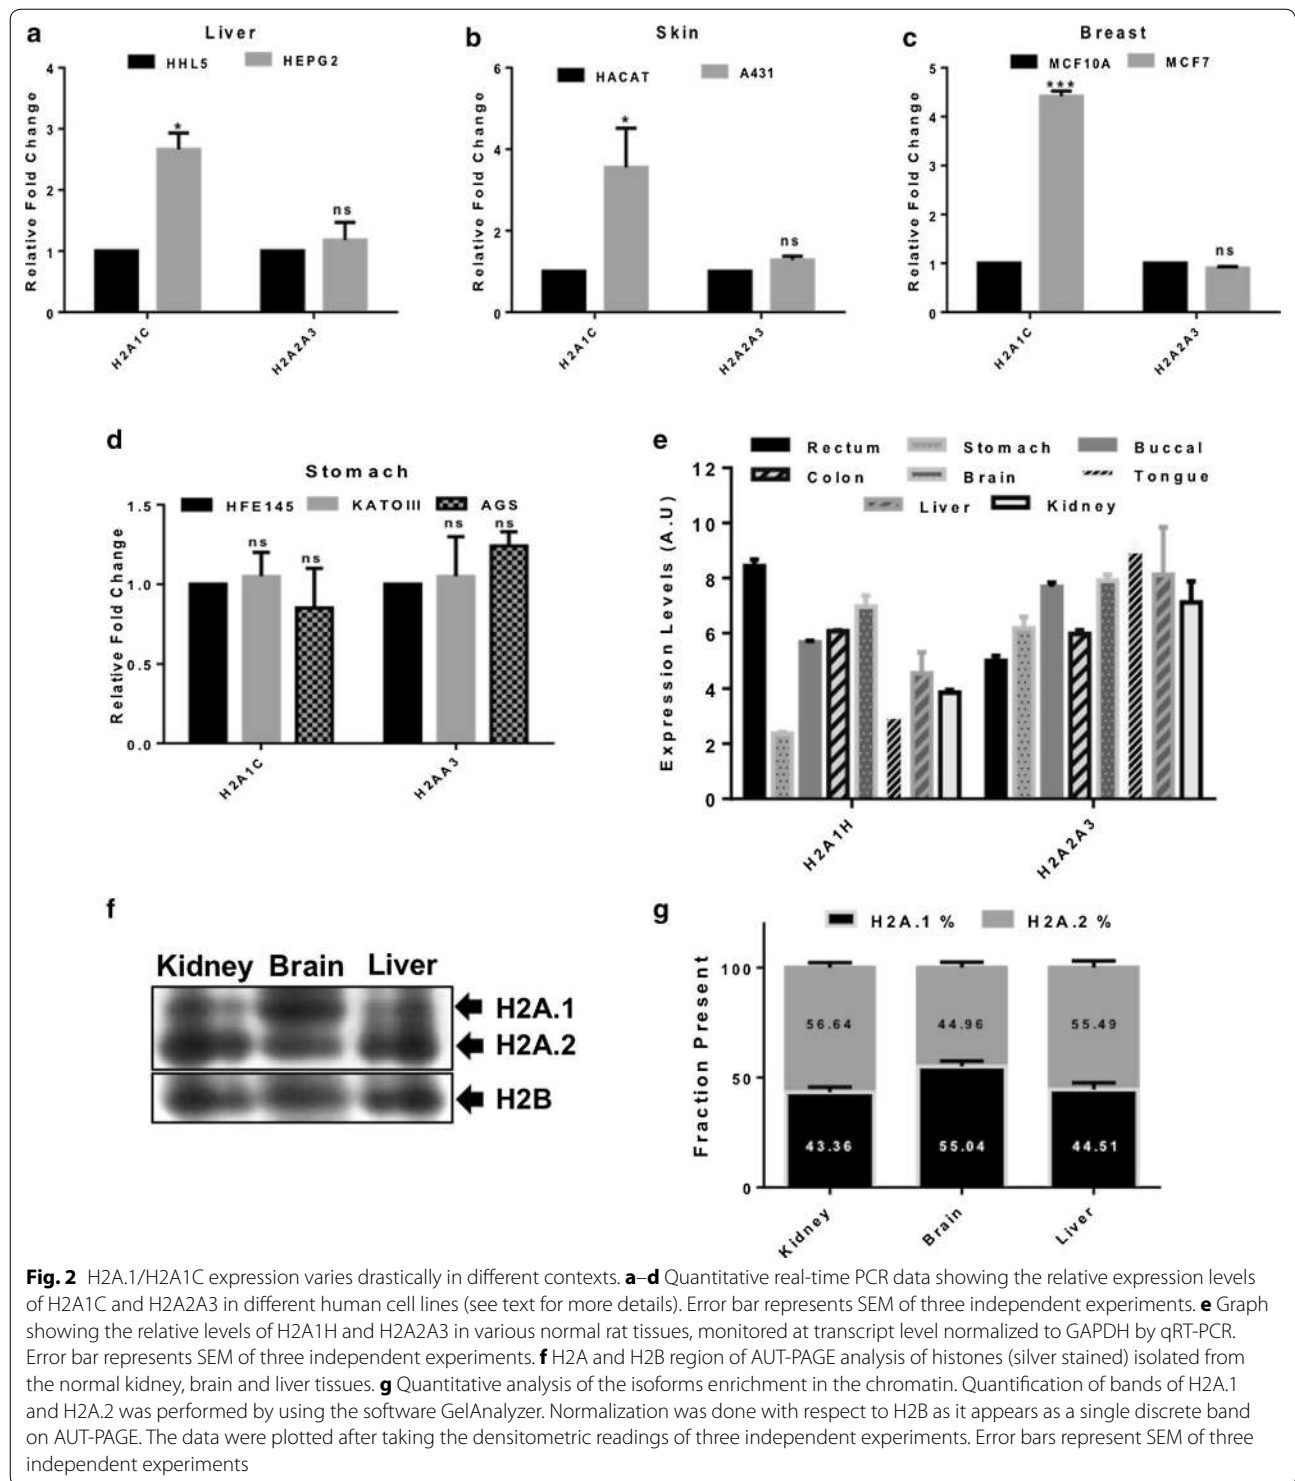 a
Liver
HHL5 HEPG2
Relative Fold Change
4
3
2
1
0
*
ns
H2A1C
H2A2A3
b
Skin
HACAT A431
Relative Fold Change
6
4
2
0
*
ns
H2A1C
H2A2A3
c
Breast
MCF10A MCF7
Relative Fold Change
5
4
3
2
1
0
***
ns
H2A1C
H2A2A3
d
Stomach
HFE145 KATOIII AGS
Relative Fold Change
1.5
1.0
0.5
0.0
ns
ns
ns
ns
H2A1C
H2AA3
e
Rectum Stomach Buccal
Colon Brain Tongue
Liver Kidney
Expression Levels (A.U)
12
10
8
6
4
2
0
H2A1H
H2A2A3
f
Kidney Brain Liver
H2A.1
H2A.2
H2B
g
H2A.1 % H2A.2 %
Fraction Present
100
50
0
56.64 44.96 55.49
43.36 55.04 44.51
Kidney
Brain
Liver
Fig. 2 H2A.1/H2A1C expression varies drastically in different contexts. a–d Quantitative real-time PCR data showing the relative expression levels
of H2A1C and H2A2A3 in different human cell lines (see text for more details). Error bar represents SEM of three independent experiments. e Graph
showing the relative levels of H2A1H and H2A2A3 in various normal rat tissues, monitored at transcript level normalized to GAPDH by qRT-PCR.
Error bar represents SEM of three independent experiments. f H2A and H2B region of AUT-PAGE analysis of histones (silver stained) isolated from
the normal kidney, brain and liver tissues. g Quantitative analysis of the isoforms enrichment in the chromatin. Quantification of bands of H2A.1
and H2A.2 was performed by using the software GelAnalyzer. Normalization was done with respect to H2B as it appears as a single discrete band
on AUT-PAGE. The data were plotted after taking the densitometric readings of three independent experiments. Error bars represent SEM of three
independent experiments